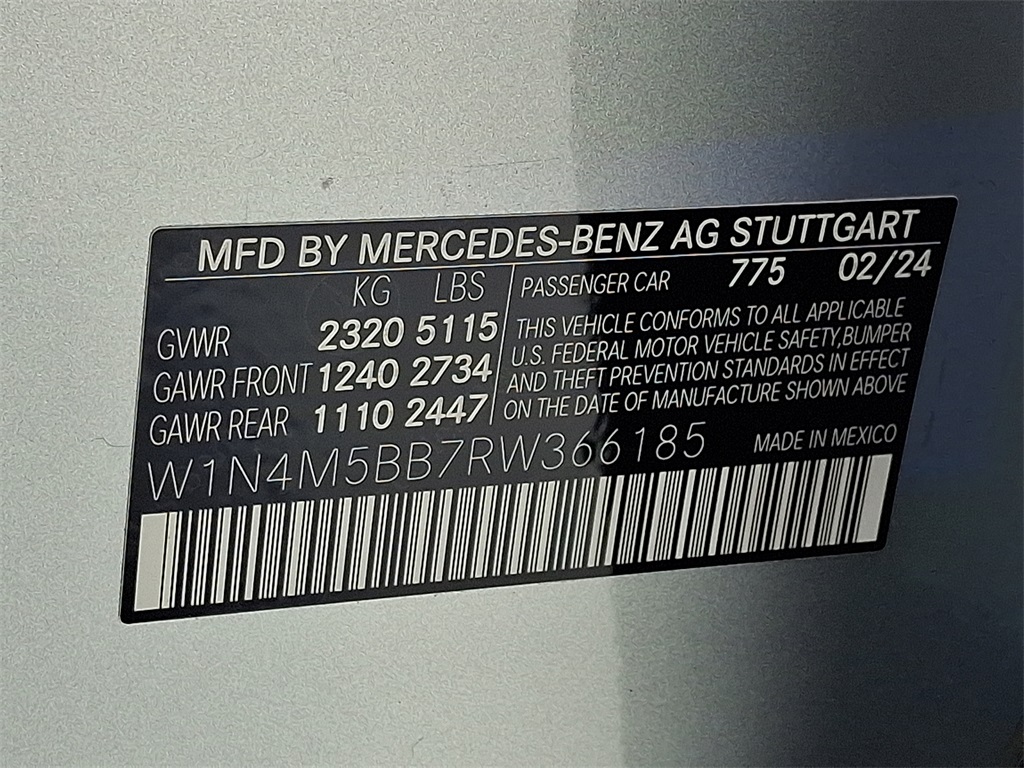 MFD BY MERCEDES-BENZ AG STUTTGART
KG LBS
GVWR 2320 5115
GAWR FRONT 1240 2734
GAWR REAR 1110 2447
PASSENGER CAR 775 02/24
THIS VEHICLE CONFORMS TO ALL APPLICABLE
U.S. FEDERAL MOTOR VEHICLE SAFETY,BUMPER
AND THEFT PREVENTION STANDARDS IN EFFECT
ON THE DATE OF MANUFACTURE SHOWN ABOVE
W1N4M5BB7RW366185 MADE IN MEXICO